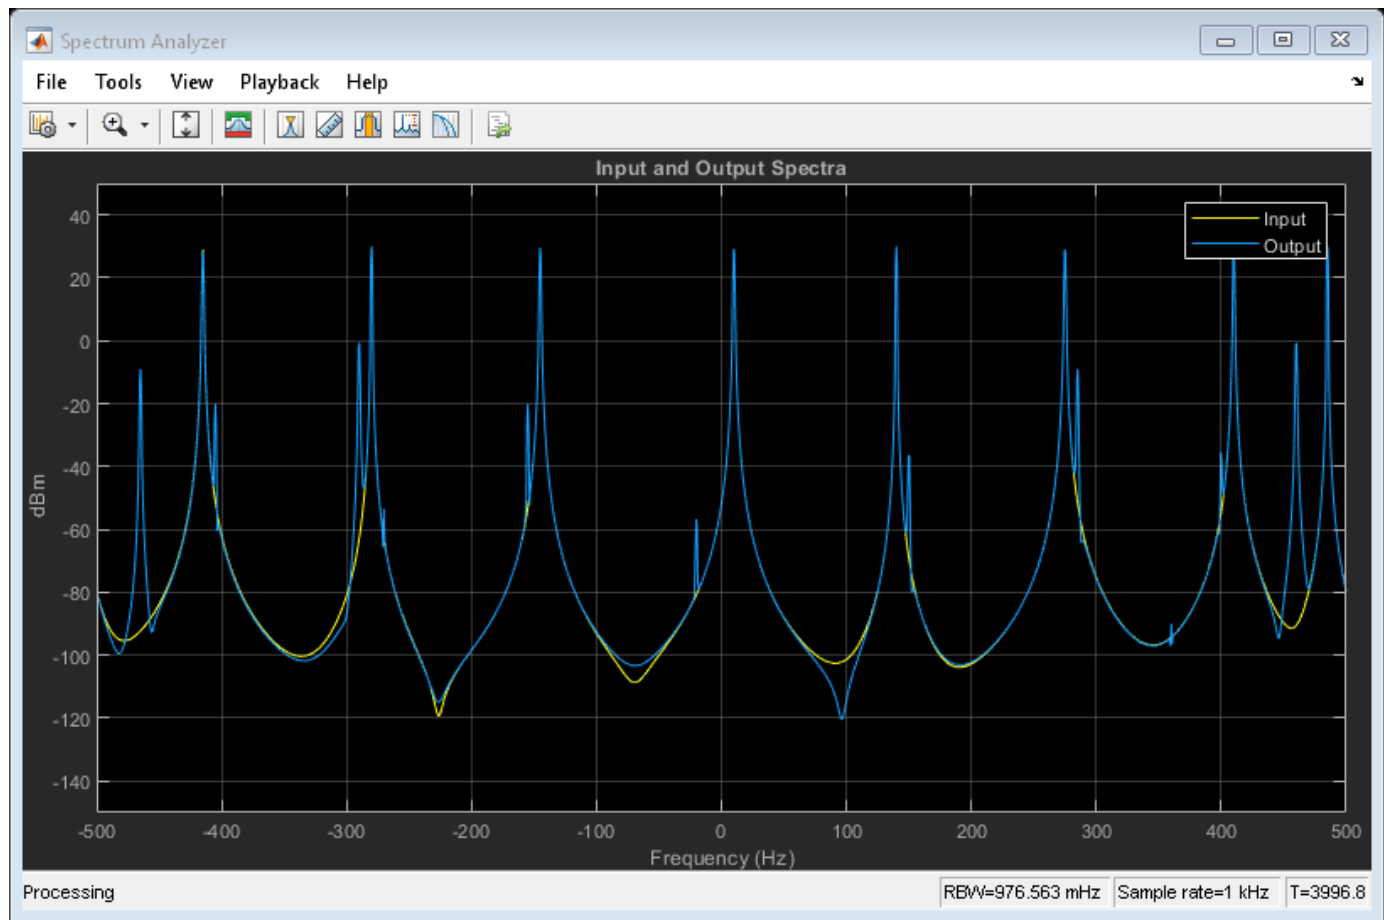 Spectrum Analyzer
File Tools View Playback Help
Input and Output Spectra
Input
Output
40
20
0
-20
-40
-60
-80
-100
-120
-140
dBm
-500 -400 -300 -200 -100 0 100 200 300 400 500
Frequency (Hz)
Processing RBW=976.563 mHz Sample rate=1 kHz T=3996.8